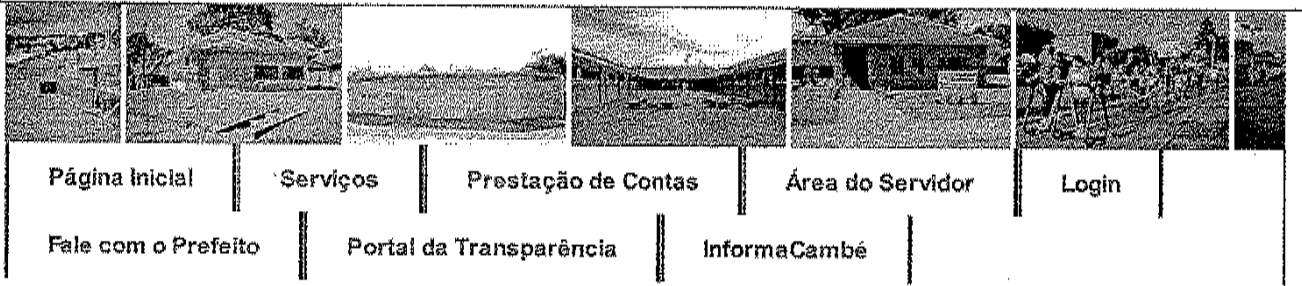 Página Inicial Serviços Prestação de Contas Área do Servidor Login
Fale com o Prefeito Portal da Transparência InformaCambé